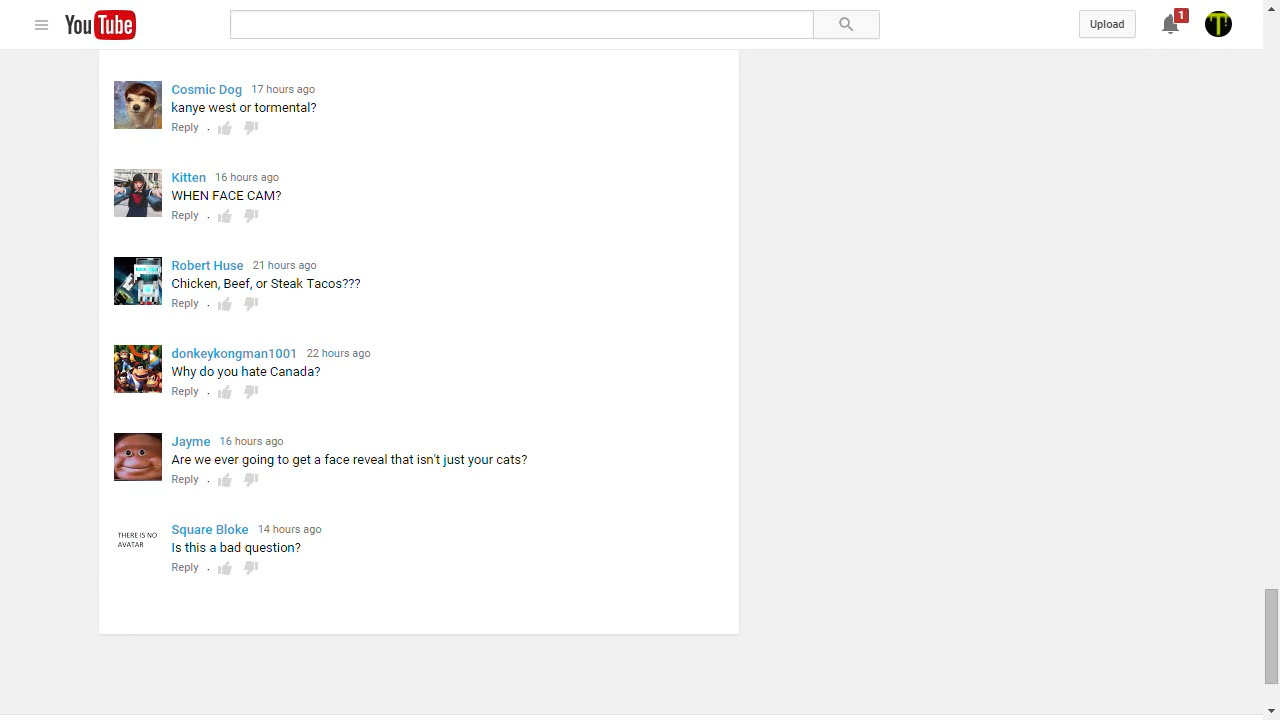 YouTube
Upload
1
T
Cosmic Dog 17 hours ago
kanye west or tormental?
Reply .
Kitten 16 hours ago
WHEN FACE CAM?
Reply .
Robert Huse 21 hours ago
Chicken, Beef, or Steak Tacos???
Reply .
donkeykongman1001 22 hours ago
Why do you hate Canada?
Reply .
Jayme 16 hours ago
Are we ever going to get a face reveal that isn't just your cats?
Reply .
THERE IS NO
AVATAR
Square Bloke 14 hours ago
Is this a bad question?
Reply .